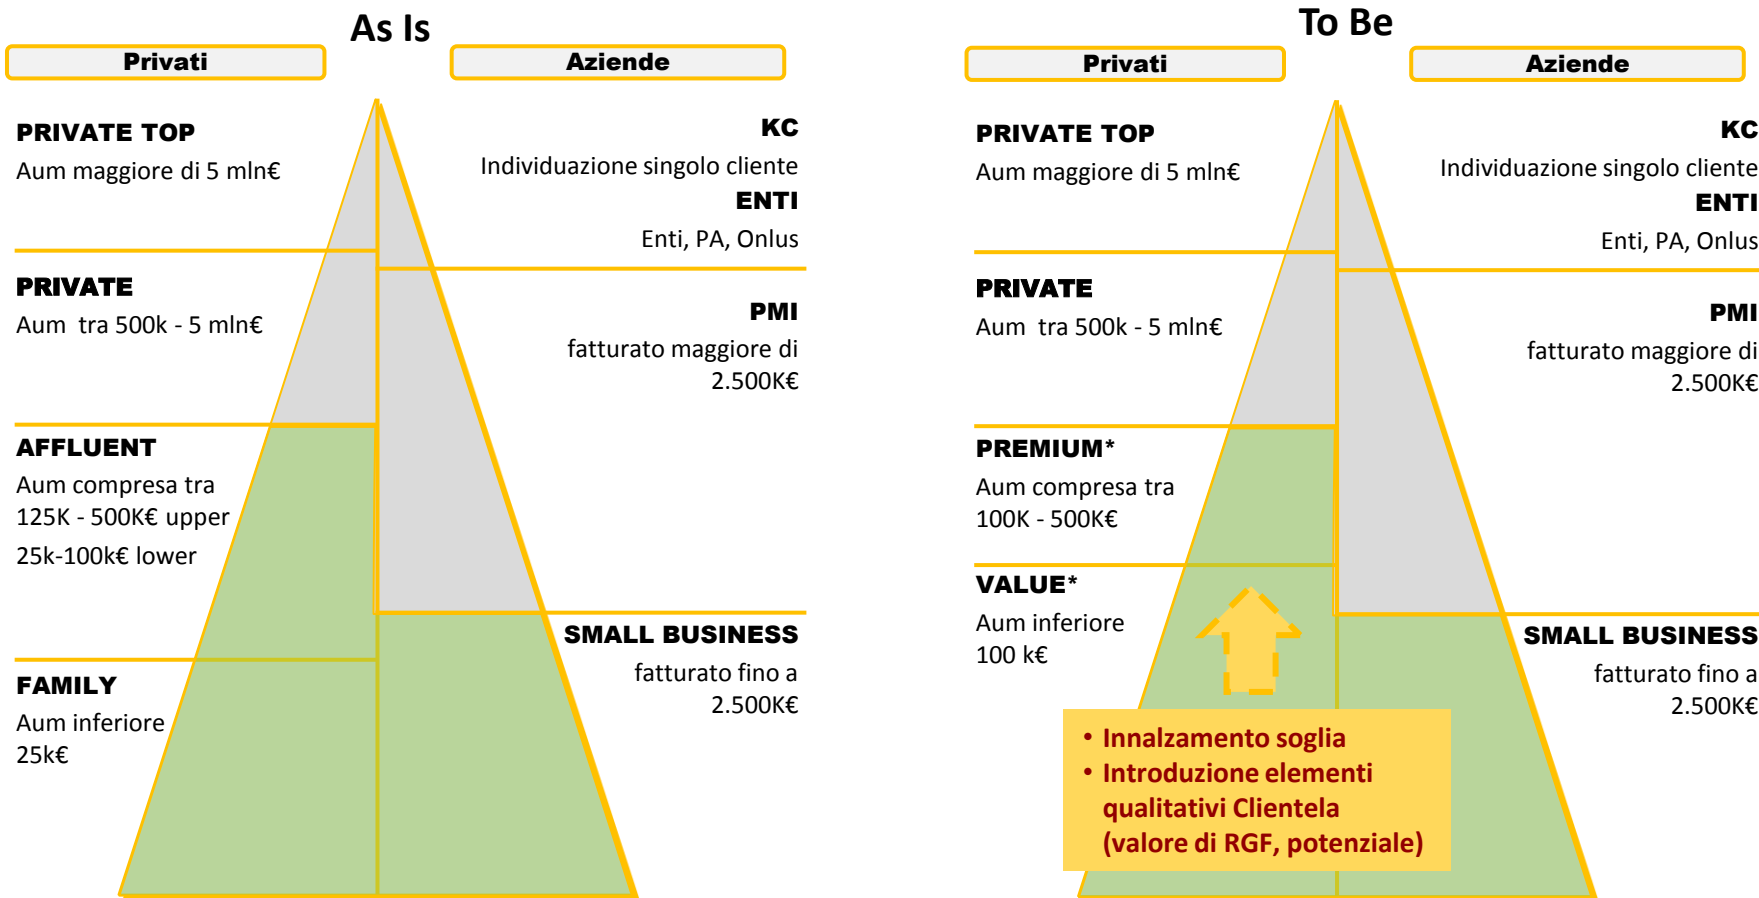 As Is
Privati
Aziende
PRIVATE TOP
Aum maggiore di 5 mln€
PRIVATE
Aum tra 500k - 5 mln€
AFFLUENT
Aum compresa tra
125K - 500K€ upper
25k-100k€ lower
FAMILY
Aum inferiore
25k€
KC
Individuazione singolo cliente
ENTI
Enti, PA, Onlus
PMI
fatturato maggiore di
2.500K€
SMALL BUSINESS
fatturato fino a
2.500K€
To Be
Privati
Aziende
PRIVATE TOP
Aum maggiore di 5 mln€
PRIVATE
Aum tra 500k - 5 mln€
PREMIUM*
Aum compresa tra
100K - 500K€
VALUE*
Aum inferiore
100 k€
• Innalzamento soglia
• Introduzione elementi
qualitativi Clientela
(valore di RGF, potenziale)
KC
Individuazione singolo cliente
ENTI
Enti, PA, Onlus
PMI
fatturato maggiore di
2.500K€
SMALL BUSINESS
fatturato fino a
2.500K€